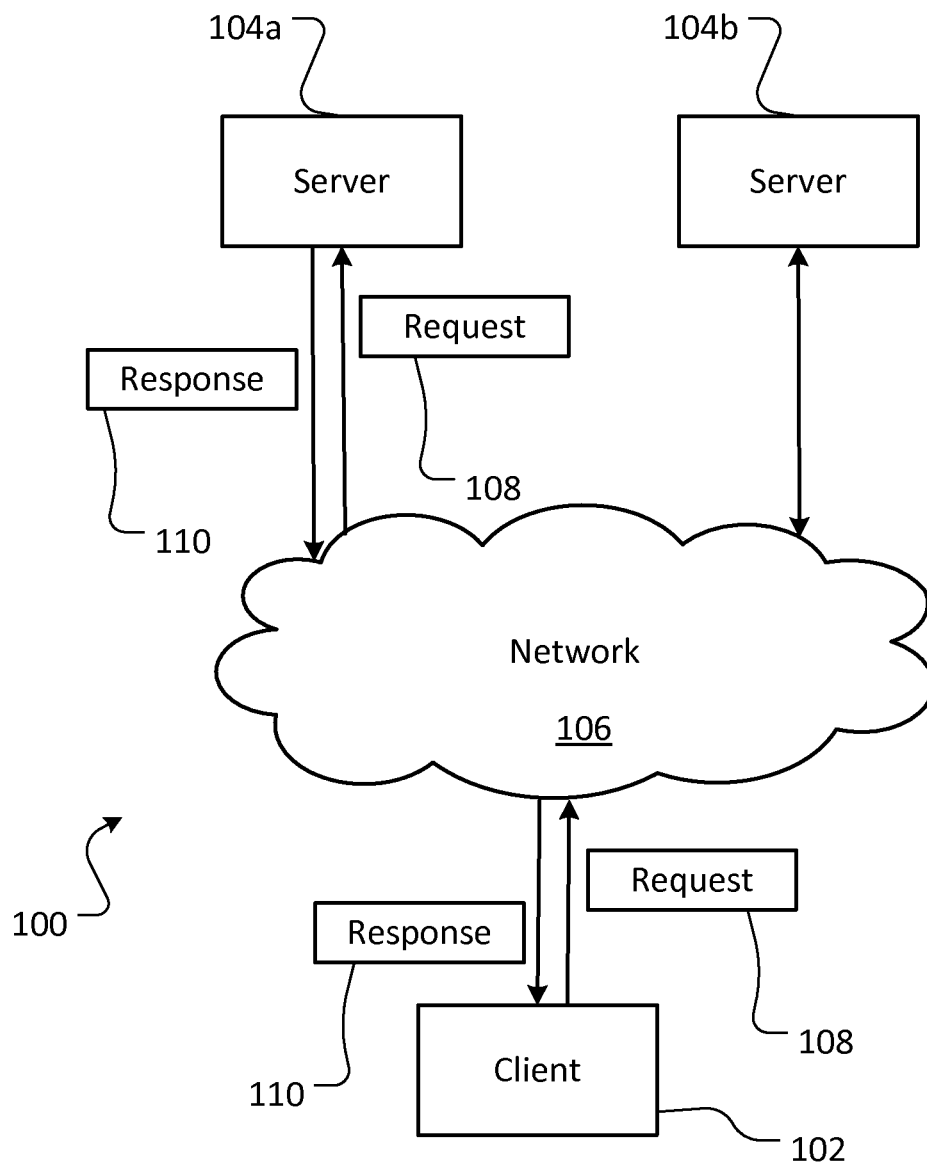 104a
104b
Server
Server
Request
Response
108
110
Network
106
Request
Response
100
108
110
Client
102